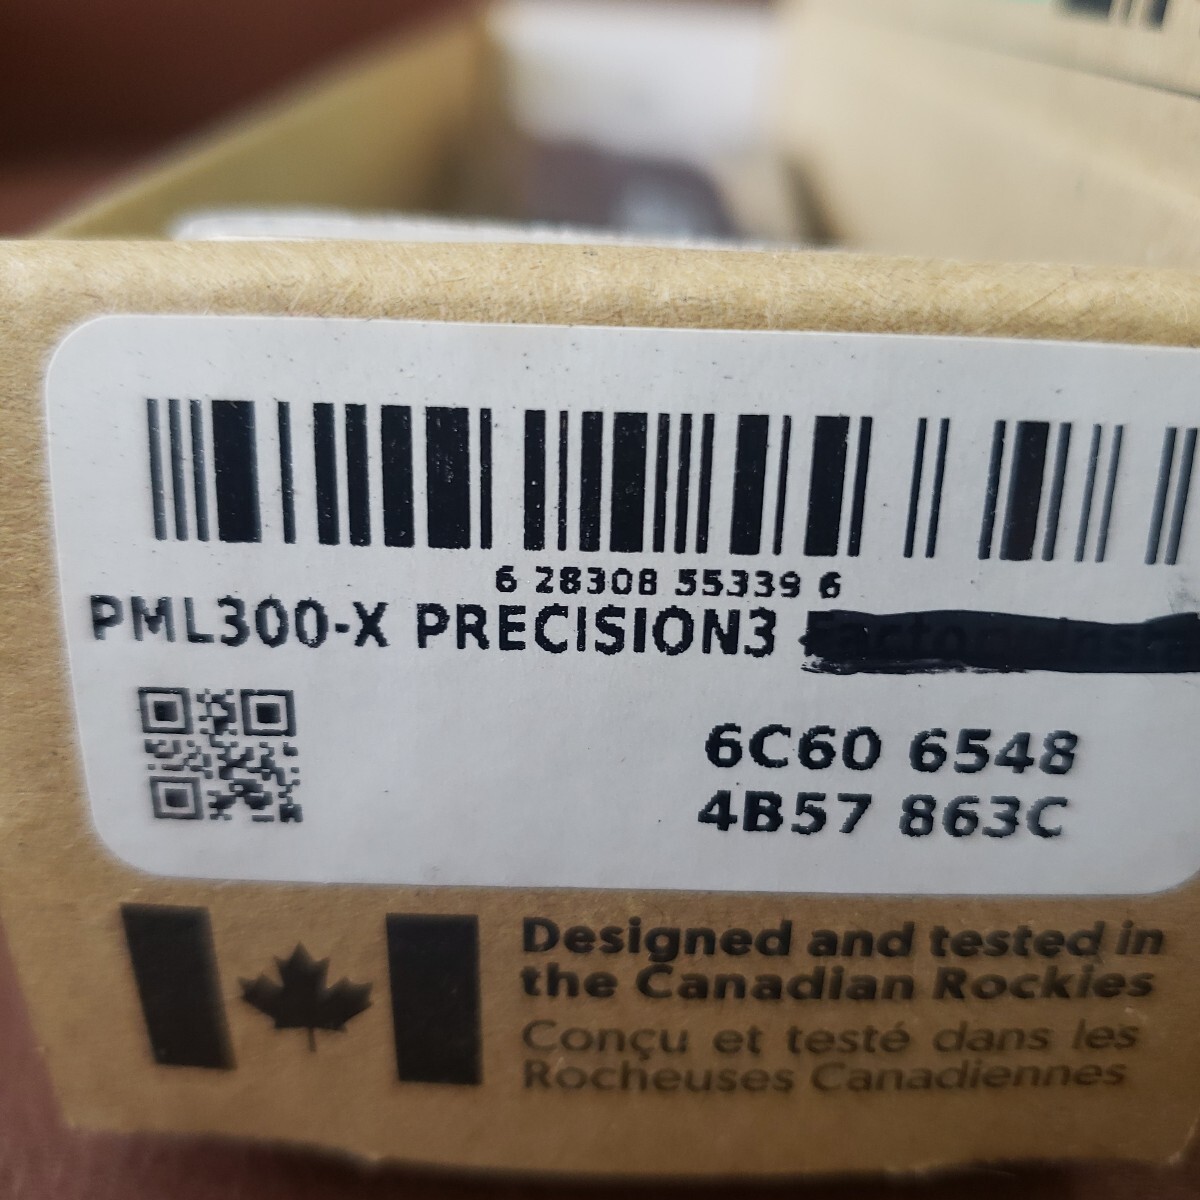 6 28308 55339 6
PML300-X PRECISION3
6C60 6548
4B57 863C
Designed and tested in
the Canadian Rockies
Conçu et testé dans les
Rocheuses Canadiennes